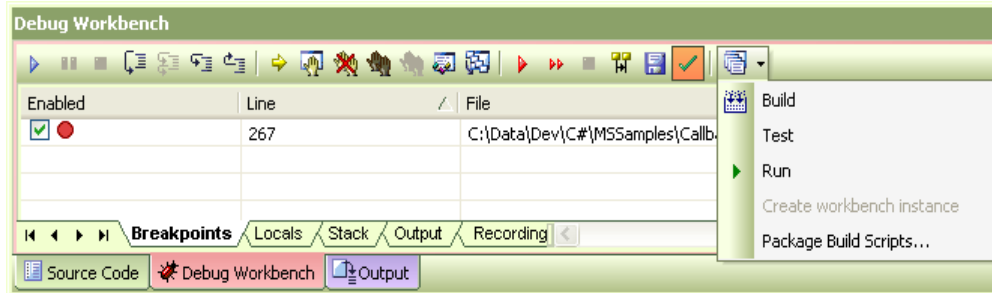 Debug Workbench
Enabled Line File
Build
267 C:\Data\Dev\C#\MSSamples\Callb
Test
Run
Create workbench instance
Breakpoints Locals Stack Output Recording
Package Build Scripts...
Source Code Debug Workbench Output